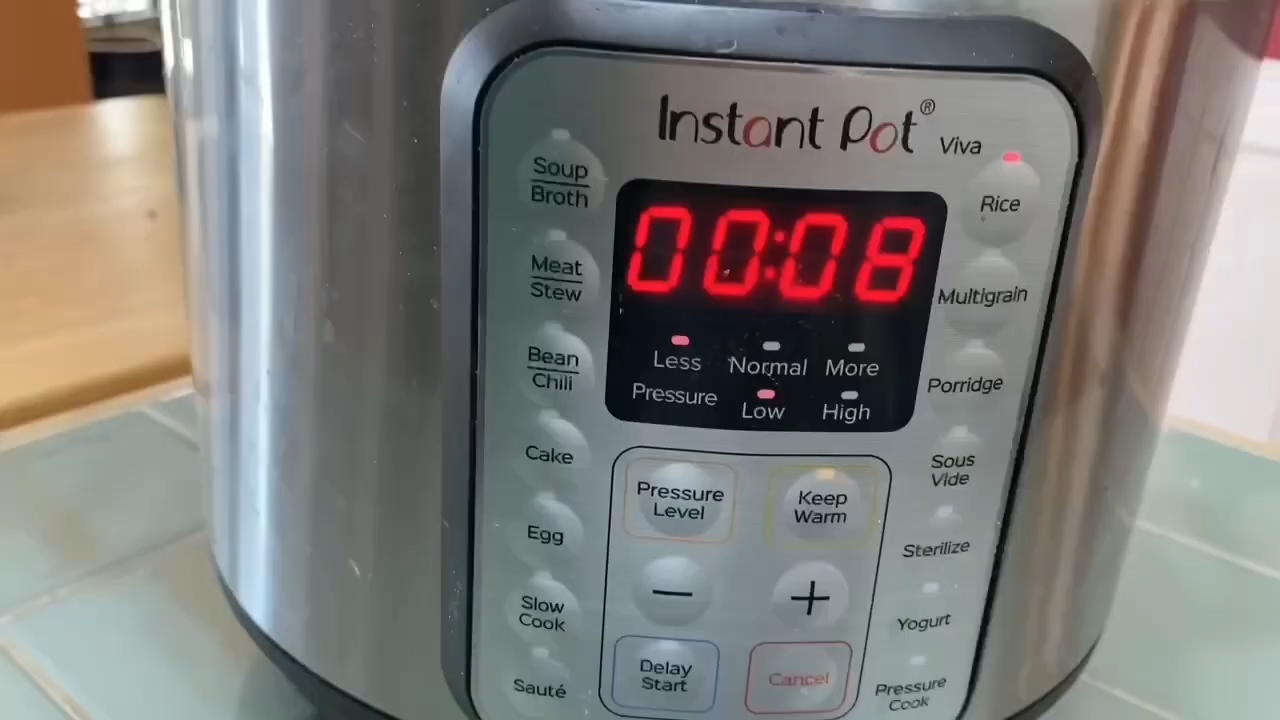 Instant Pot® Viva
Soup
Broth
Meat
Stew
Bean
Chili
Cake
Egg
Slow
Cook
Sauté
00:08
Less Normal More
Pressure Low High
Pressure
Level
Keep
Warm
− +
Delay
Start
Cancel
Rice
Multigrain
Porridge
Sous
Vide
Sterilize
Yogurt
Pressure
Cook